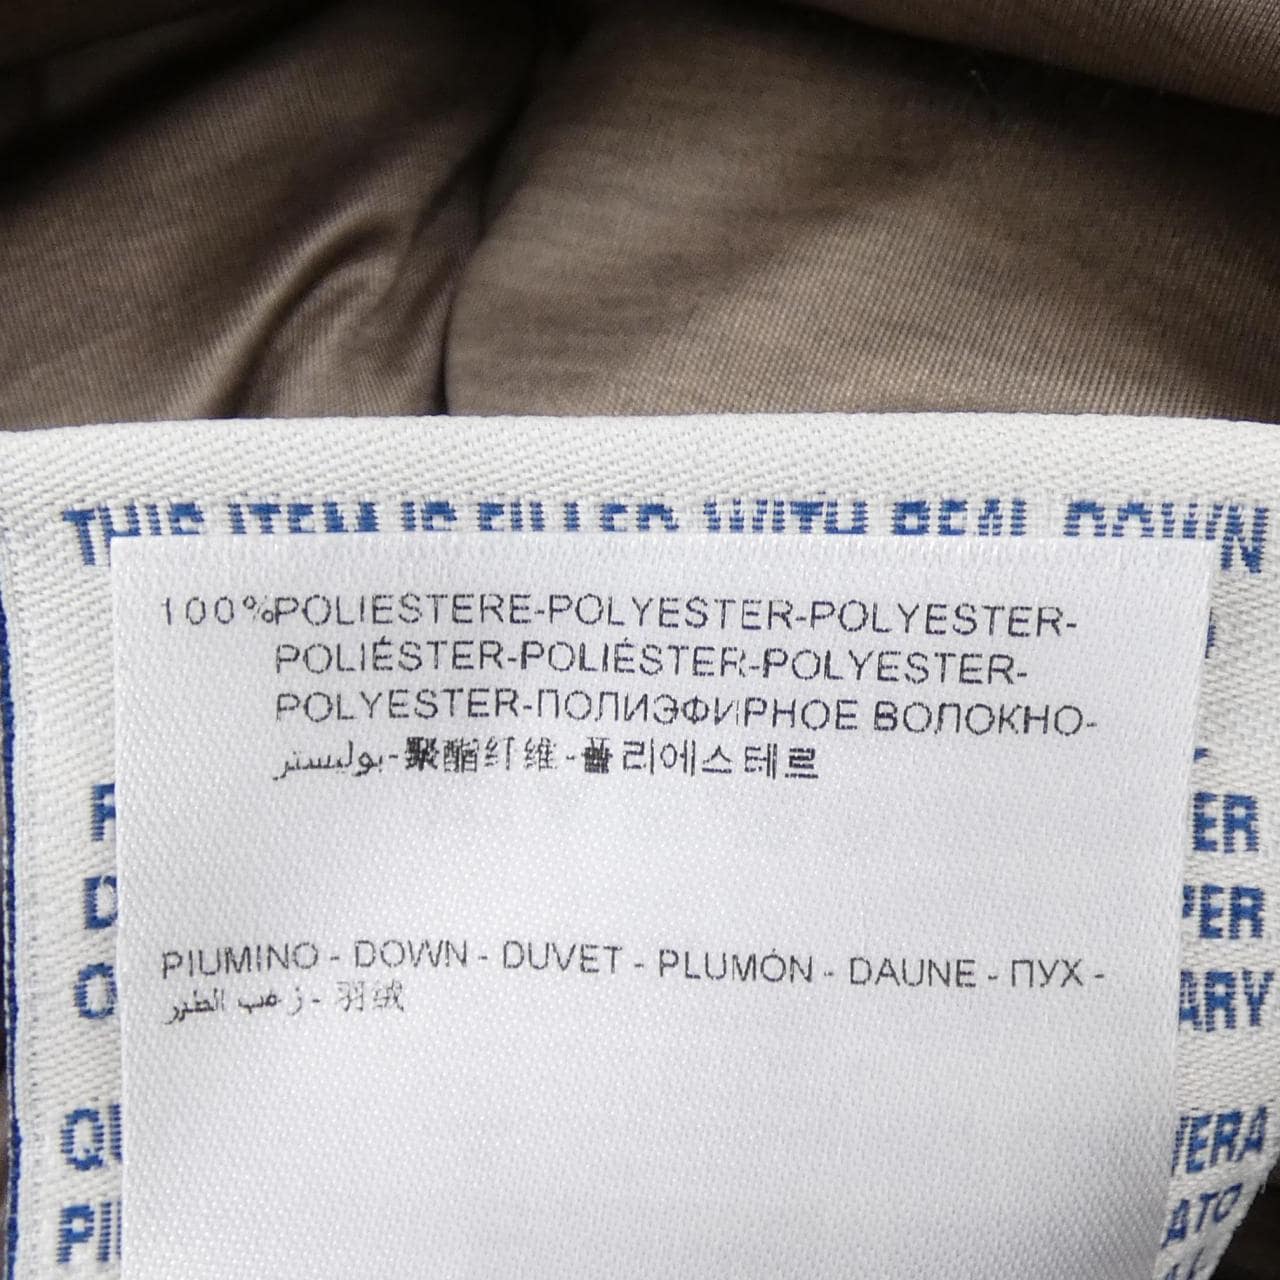 THIS ITEM IS FILLED WITH REAL DOWN
100%POLIESTERE-POLYESTER-POLYESTER-
POLIÉSTER-POLIÉSTER-POLYESTER-
POLYESTER-ПОЛИЭФИРНОЕ ВОЛОКНО-
بوليستر-聚酯纤维-폴리에스테르
PIUMINO - DOWN - DUVET - PLUMÓN - DAUNE - ПУХ -
زغب الطير - 羽绒